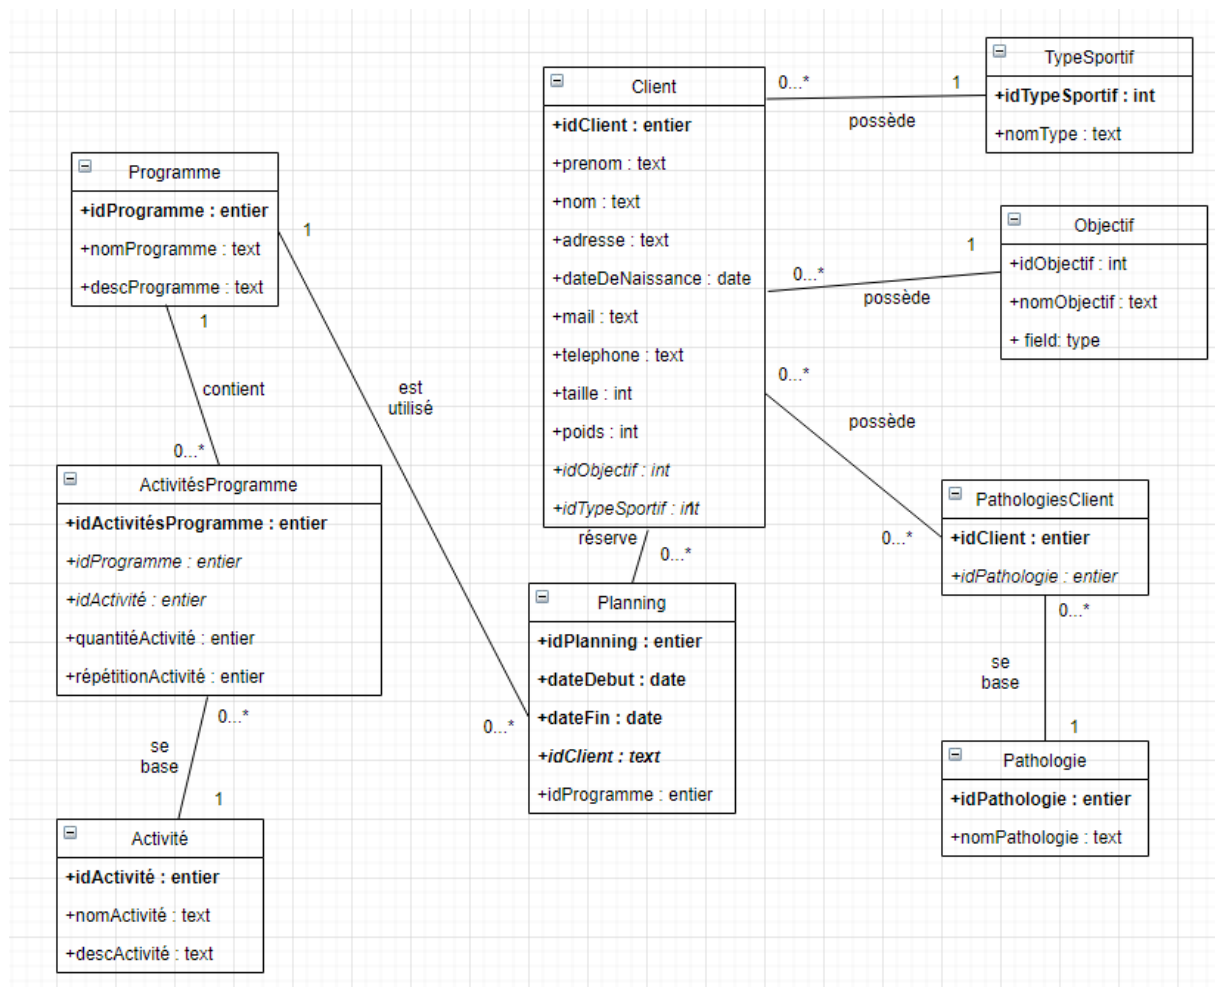 TypeSportif
+idTypeSportif : int
+nomType : text
Client
+idClient : entier
+prenom : text
+nom : text
+adresse : text
+dateDeNaissance : date
+mail : text
+telephone : text
+taille : int
+poids : int
+idObjectif : int
+idTypeSportif : int
0...*
1
possède
Objectif
+idObjectif : int
+nomObjectif : text
+ field: type
0...*
1
possède
0...*
possède
0...*
PathologiesClient
+idClient : entier
+idPathologie : entier
0...*
se
base
1
Pathologie
+idPathologie : entier
+nomPathologie : text
réserve
0...*
Planning
+idPlanning : entier
+dateDebut : date
+dateFin : date
+idClient : text
+idProgramme : entier
Programme
+idProgramme : entier
+nomProgramme : text
+descProgramme : text
1
est
utilisé
0...*
1
contient
0...*
ActivitésProgramme
+idActivitésProgramme : entier
+idProgramme : entier
+idActivité : entier
+quantitéActivité : entier
+répétitionActivité : entier
0...*
se
base
1
Activité
+idActivité : entier
+nomActivité : text
+descActivité : text